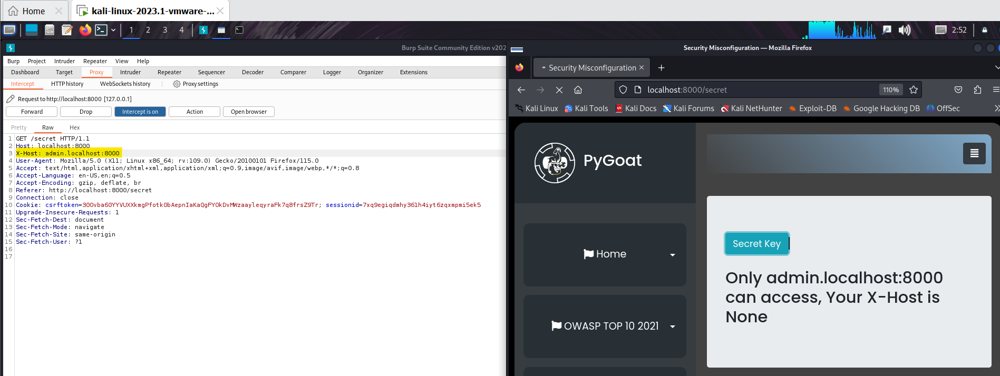 Home
kali-linux-2023.1-vmware-...
1 2 3 4
2:52
Burp Suite Community Edition v202
Burp Project Intruder Repeater View Help
Dashboard Target Proxy Intruder Repeater Sequencer Decoder Comparer Logger Organizer Extensions
Intercept HTTP history WebSockets history Proxy settings
Request to http://localhost:8000 [127.0.0.1]
Forward Drop Intercept is on Action Open browser
Pretty Raw Hex
1 GET /secret HTTP/1.1
2 Host: localhost:8000
3 X-Host: admin.localhost:8000
4 User-Agent: Mozilla/5.0 (X11; Linux x86_64; rv:109.0) Gecko/20100101 Firefox/115.0
5 Accept: text/html,application/xhtml+xml,application/xml;q=0.9,image/avif,image/webp,*/*;q=0.8
6 Accept-Language: en-US,en;q=0.5
7 Accept-Encoding: gzip, deflate, br
8 Referer: http://localhost:8000/secret
9 Connection: close
10 Cookie: csrftoken=30Ovba60YYVUXXkmgPfotk0bAepnIaKaQgFYOkDvMWzaayleqyraFk7q8frsZ9Tr; sessionid=7xq9egiqdmhy361h4iyt6zqxmpmi5ek5
11 Upgrade-Insecure-Requests: 1
12 Sec-Fetch-Dest: document
13 Sec-Fetch-Mode: navigate
14 Sec-Fetch-Site: same-origin
15 Sec-Fetch-User: ?1
16
17
Security Misconfiguration — Mozilla Firefox
Security Misconfiguration
localhost:8000/secret 110%
Kali Linux Kali Tools Kali Docs Kali Forums Kali NetHunter Exploit-DB Google Hacking DB OffSec
PyGoat
Home
OWASP TOP 10 2021
Secret Key
Only admin.localhost:8000
can access, Your X-Host is
None